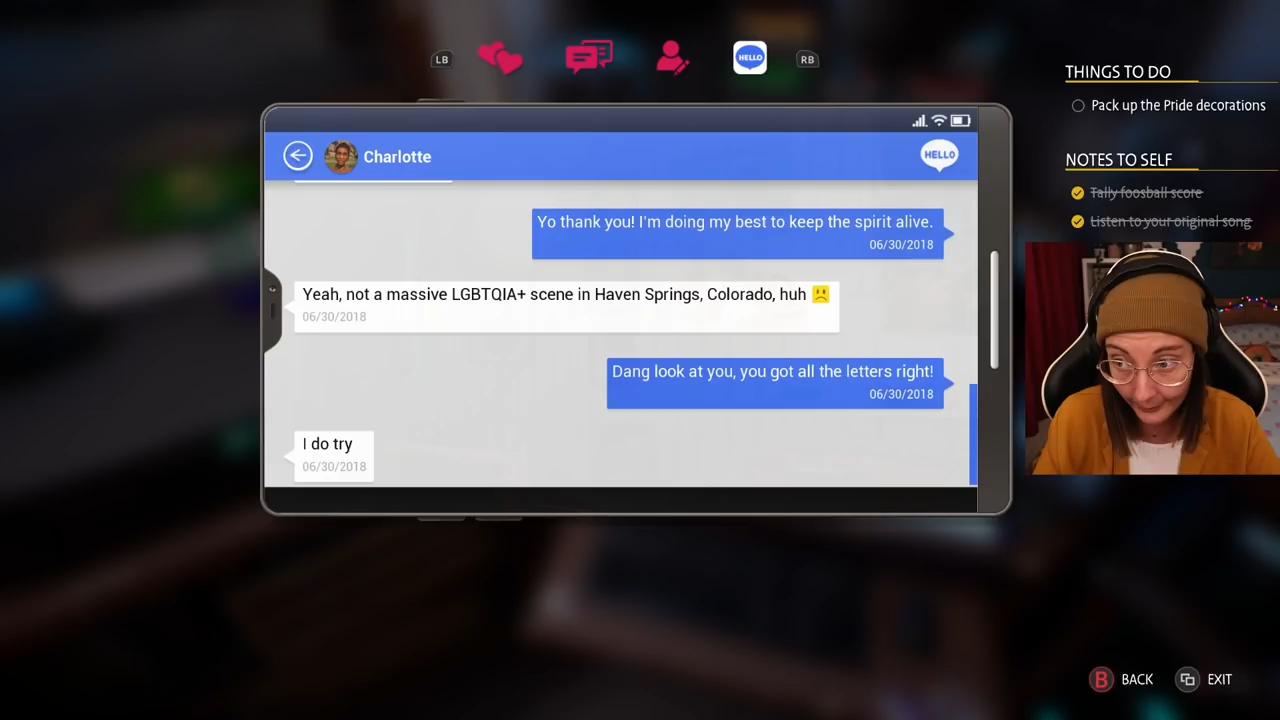 LB
HELLO
RB
THINGS TO DO
Pack up the Pride decorations
NOTES TO SELF
Tally foosball score
Listen to your original song
Charlotte
HELLO
Yo thank you! I'm doing my best to keep the spirit alive.
06/30/2018
Yeah, not a massive LGBTQIA+ scene in Haven Springs, Colorado, huh
06/30/2018
Dang look at you, you got all the letters right!
06/30/2018
I do try
06/30/2018
B BACK
EXIT